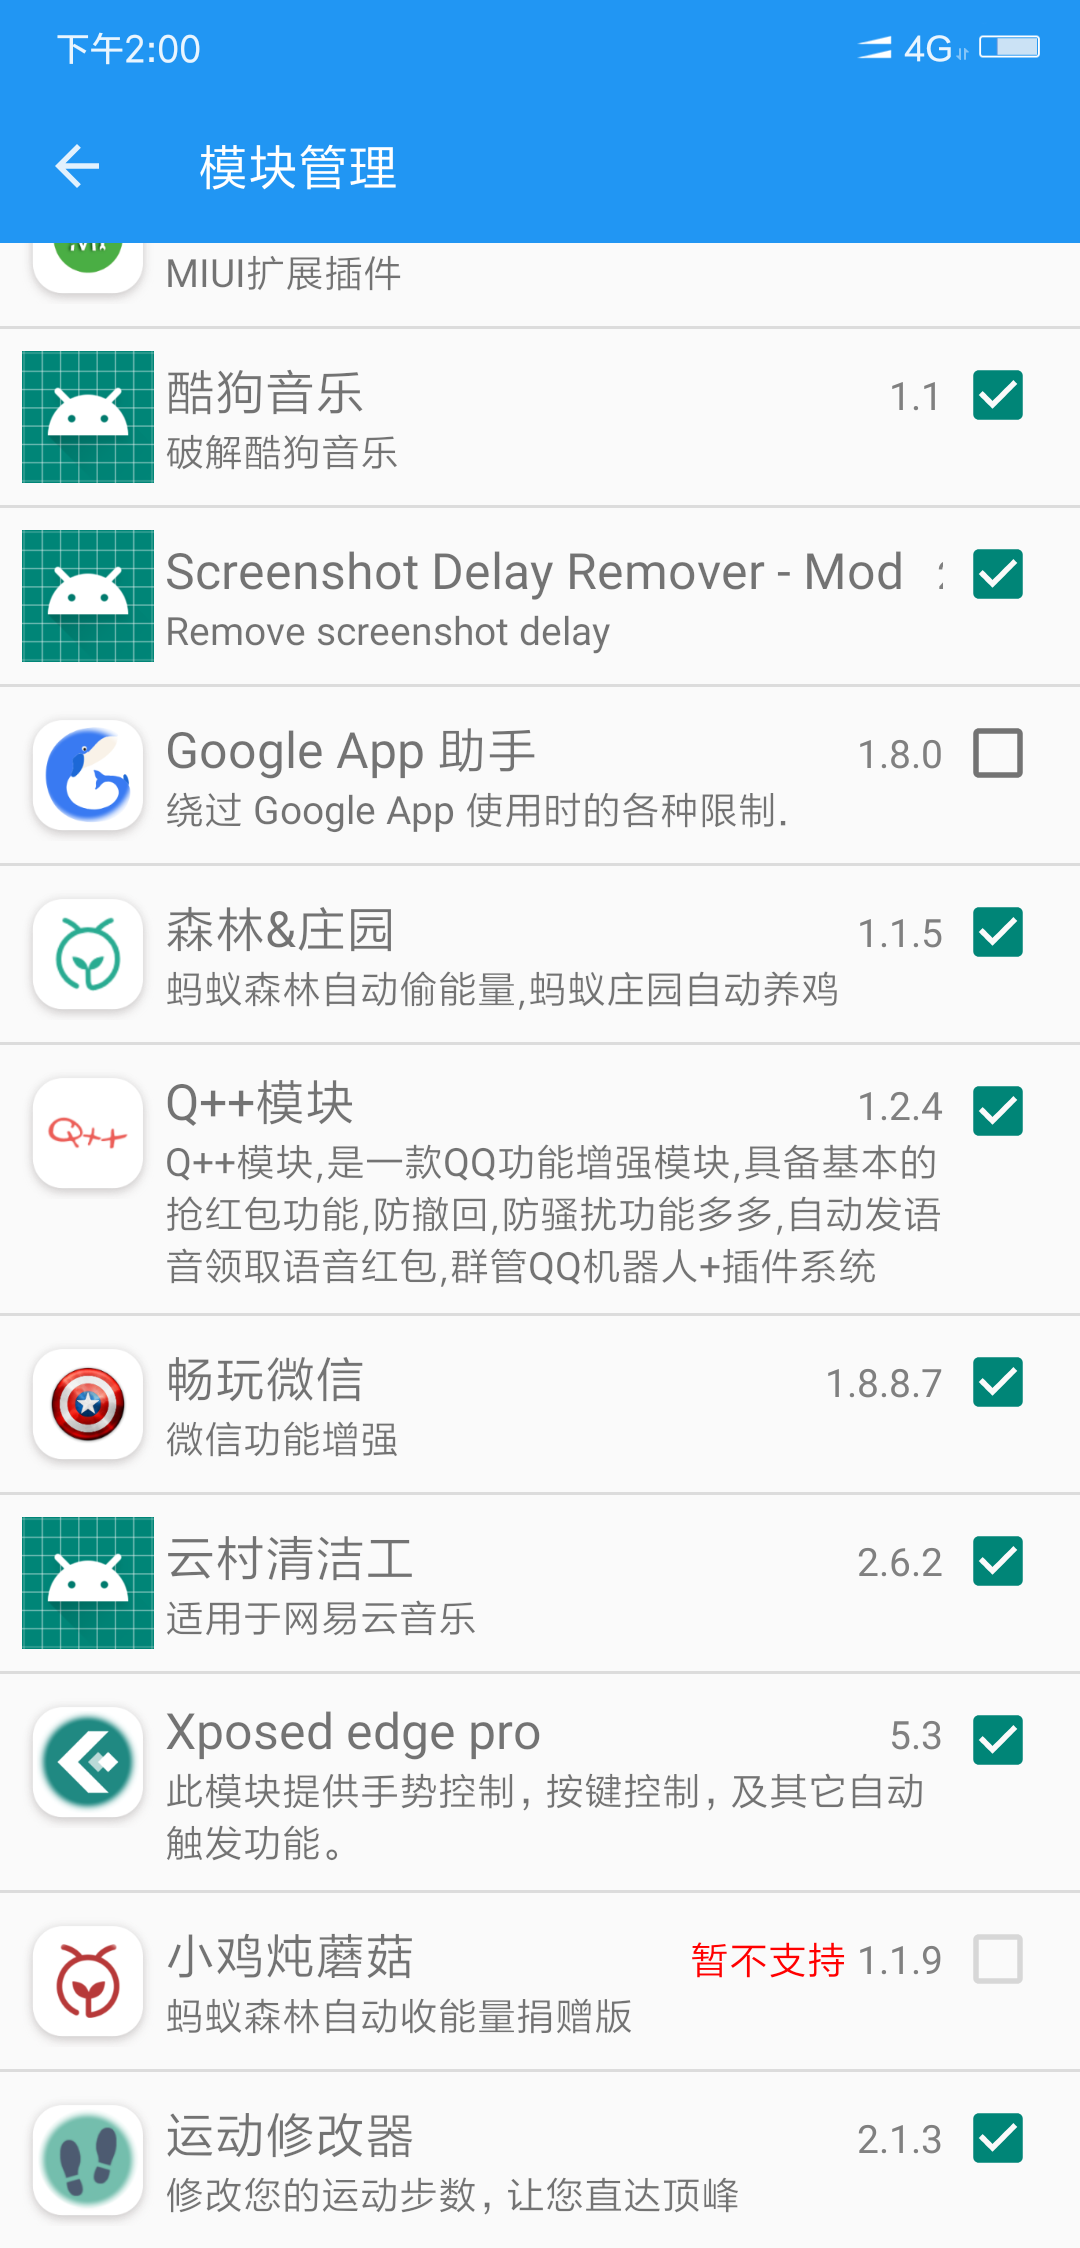 下午2:00
4G
模块管理
MIUI扩展插件
酷狗音乐
1.1
破解酷狗音乐
Screenshot Delay Remover - Mod
Remove screenshot delay
Google App 助手
1.8.0
绕过 Google App 使用时的各种限制.
森林&庄园
1.1.5
蚂蚁森林自动偷能量,蚂蚁庄园自动养鸡
Q++
Q++模块
1.2.4
Q++模块,是一款QQ功能增强模块,具备基本的
抢红包功能,防撤回,防骚扰功能多多,自动发语
音领取语音红包,群管QQ机器人+插件系统
畅玩微信
1.8.8.7
微信功能增强
云村清洁工
2.6.2
适用于网易云音乐
Xposed edge pro
5.3
此模块提供手势控制，按键控制，及其它自动
触发功能。
小鸡炖蘑菇
暂不支持 1.1.9
蚂蚁森林自动收能量捐赠版
运动修改器
2.1.3
修改您的运动步数，让您直达顶峰